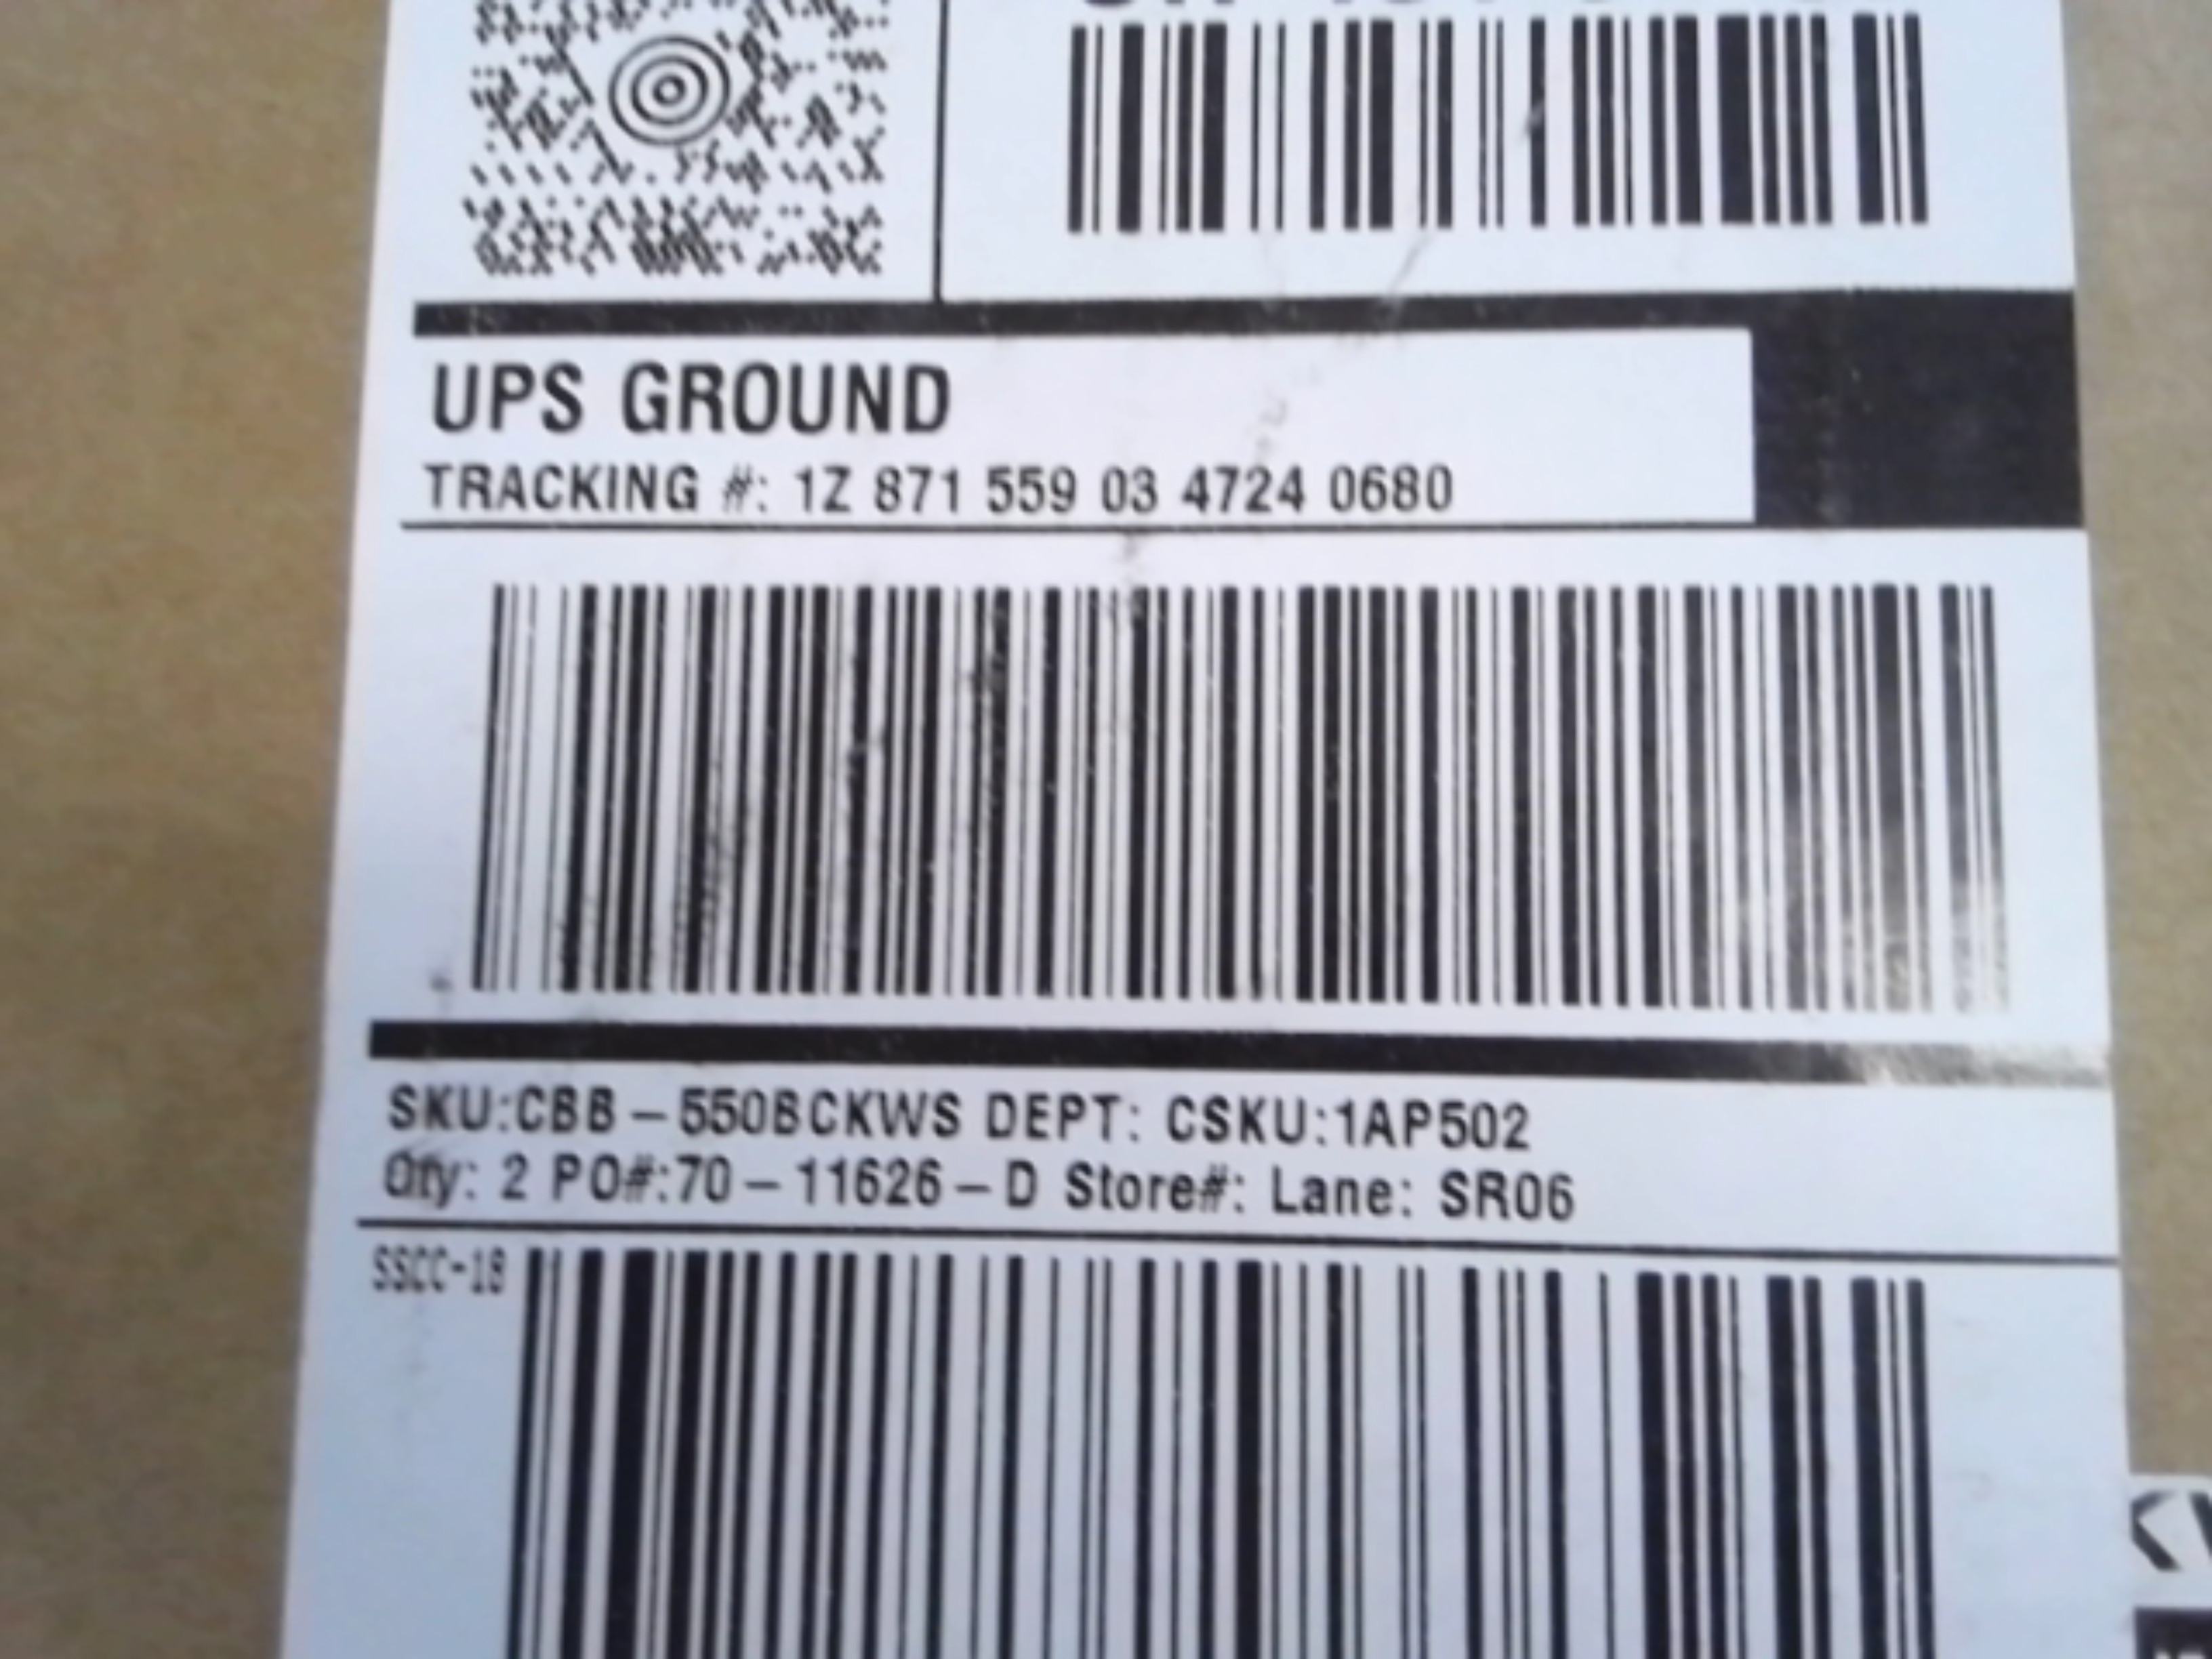 UPS GROUND
TRACKING #: 1Z 871 559 03 4724 0680
SKU:CBB-550BCKWS DEPT: CSKU:1AP502
Qty: 2 PO#:70-11626-D Store#: Lane: SR06
SSCC-18